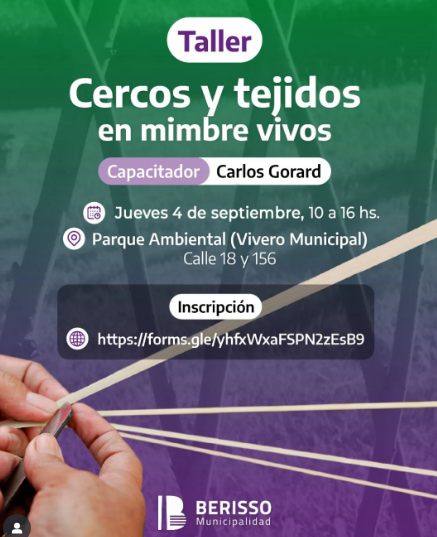 Taller
Cercos y tejidos
en mimbre vivos
Capacitador Carlos Gorard
Jueves 4 de septiembre, 10 a 16 hs.
Parque Ambiental (Vivero Municipal)
Calle 18 y 156
Inscripción
https://forms.gle/yhfxWxaFSPN2zEsB9
BERISSO
Municipalidad